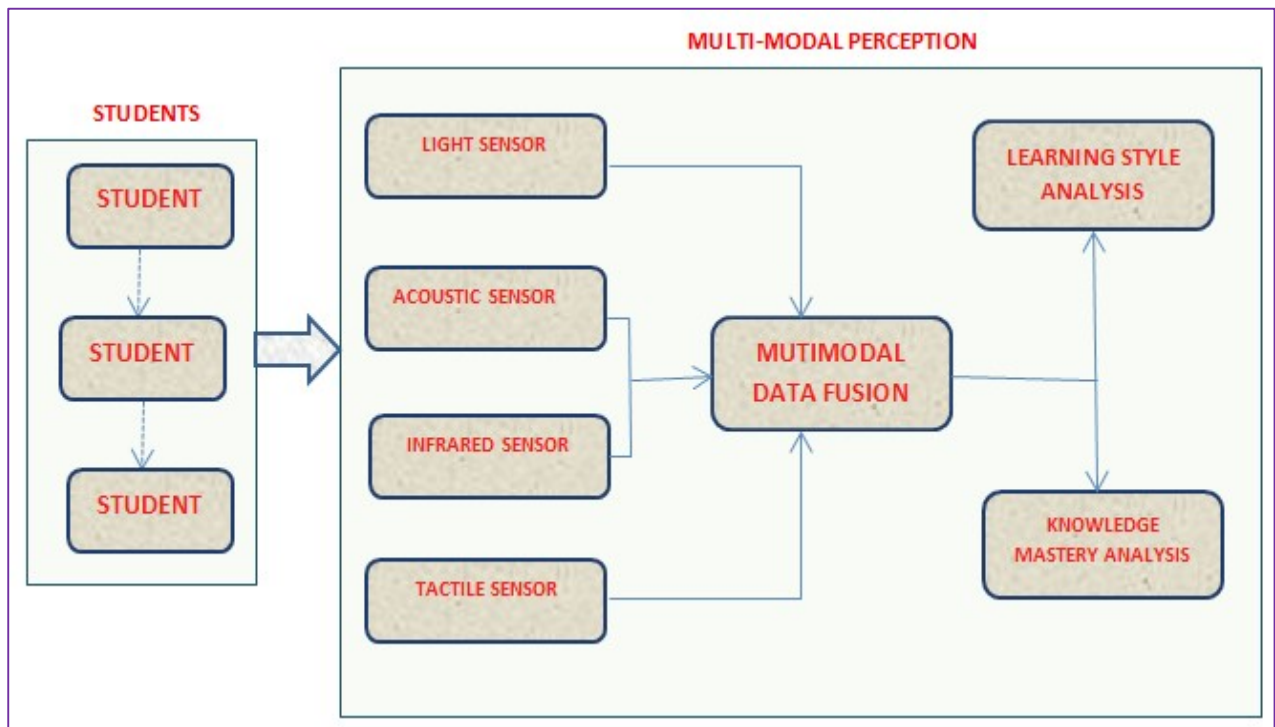 MULTI-MODAL PERCEPTION
STUDENTS
STUDENT
STUDENT
STUDENT
LIGHT SENSOR
ACOUSTIC SENSOR
INFRARED SENSOR
TACTILE SENSOR
MUTIMODAL
DATA FUSION
LEARNING STYLE
ANALYSIS
KNOWLEDGE
MASTERY ANALYSIS